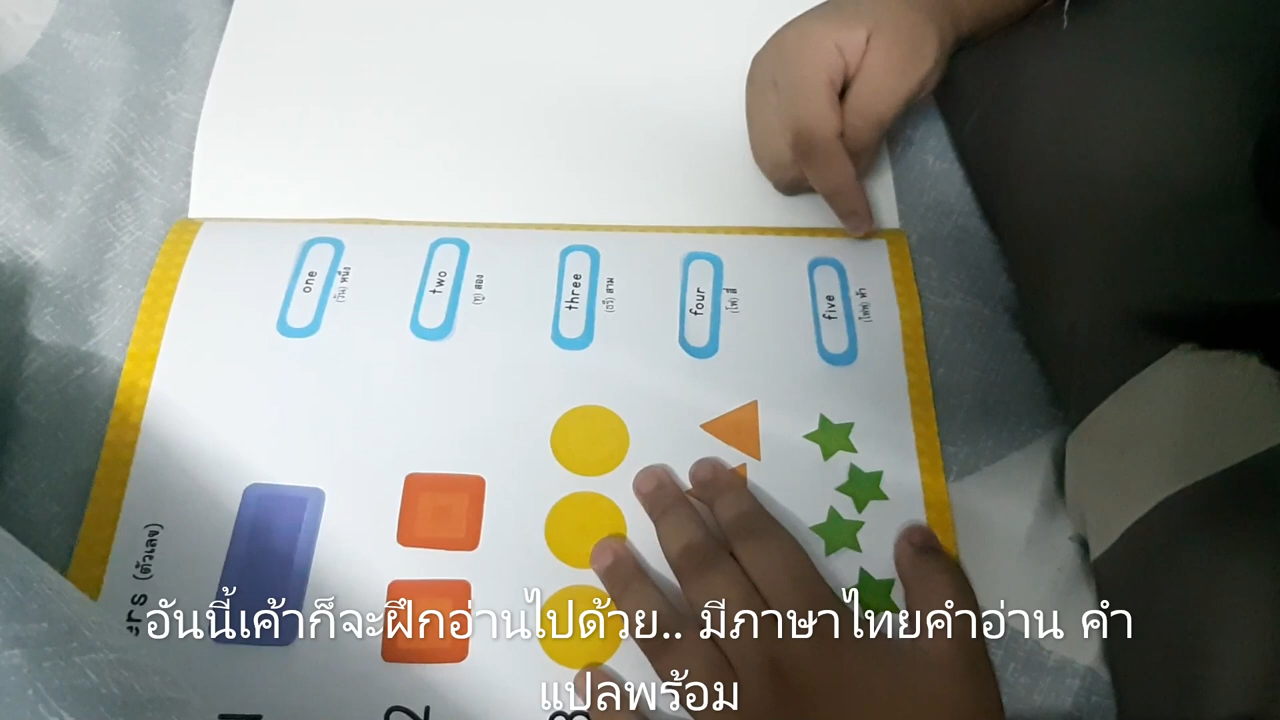 one
(วัน) หนึ่ง
two
(ทู) สอง
three
(ธรี) สาม
four
(โฟ) สี่
five
(ไฟฟ) ห้า
ers (ตัวเลข)
อันนี้เค้าก็จะฝึกอ่านไปด้วย.. มีภาษาไทยคำอ่าน คำ
แปลพร้อม